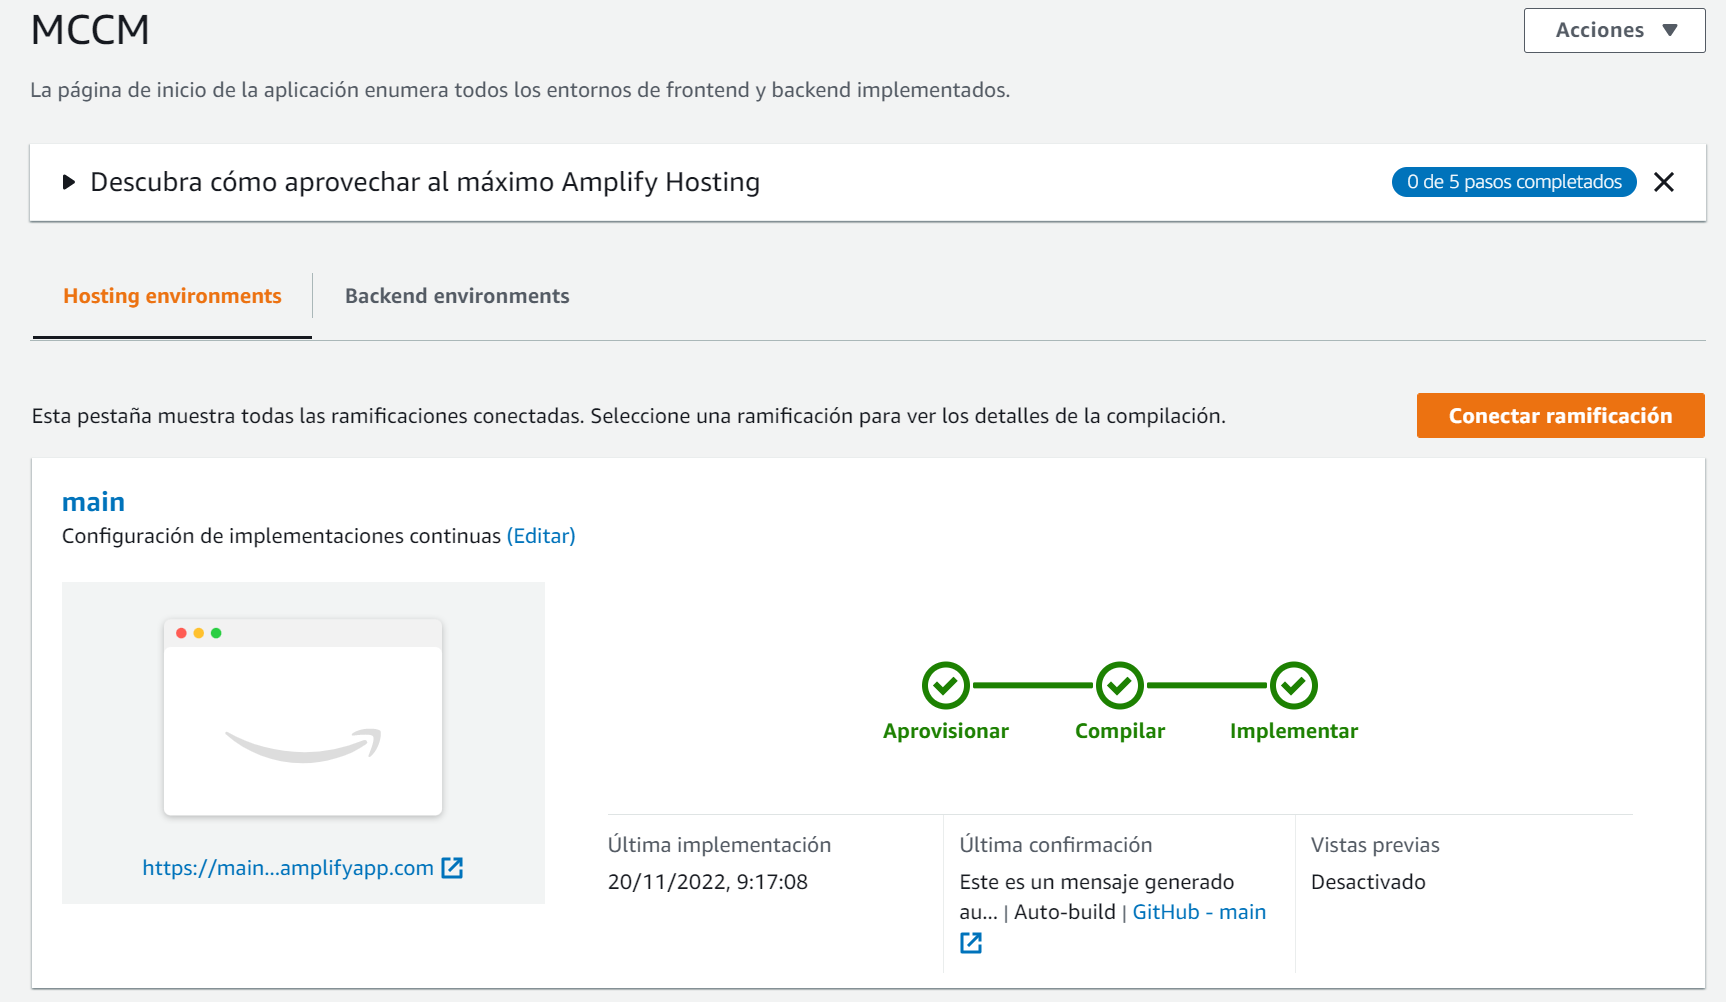 MCCM
Acciones
La página de inicio de la aplicación enumera todos los entornos de frontend y backend implementados.
Descubra cómo aprovechar al máximo Amplify Hosting
0 de 5 pasos completados
Hosting environments
Backend environments
Esta pestaña muestra todas las ramificaciones conectadas. Seleccione una ramificación para ver los detalles de la compilación.
Conectar ramificación
main
Configuración de implementaciones continuas (Editar)
https://main...amplifyapp.com
Aprovisionar
Compilar
Implementar
Última implementación
20/11/2022, 9:17:08
Última confirmación
Este es un mensaje generado
au... | Auto-build | GitHub - main
Vistas previas
Desactivado